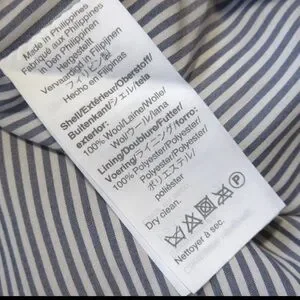 Made in Philippines
Fabriqué aux Philippines
In Den Philippinen
Hergestellt
Vervaardigd in Filipijnen
フィリピン製
Hecho en Filipinas
Shell/Extérieur/Oberstoff/
Buitenkant/シェル/tela
exterior:
100% Wool/Laine/Wolle/
Wol/ウール/lana
Lining/Doublure/Futter/
Voering/ライニング/forro:
100% Polyester/Polyester/
Polyester/Polyester/
ポリエステル/
poliéster
Dry clean.
Nettoyer à sec.